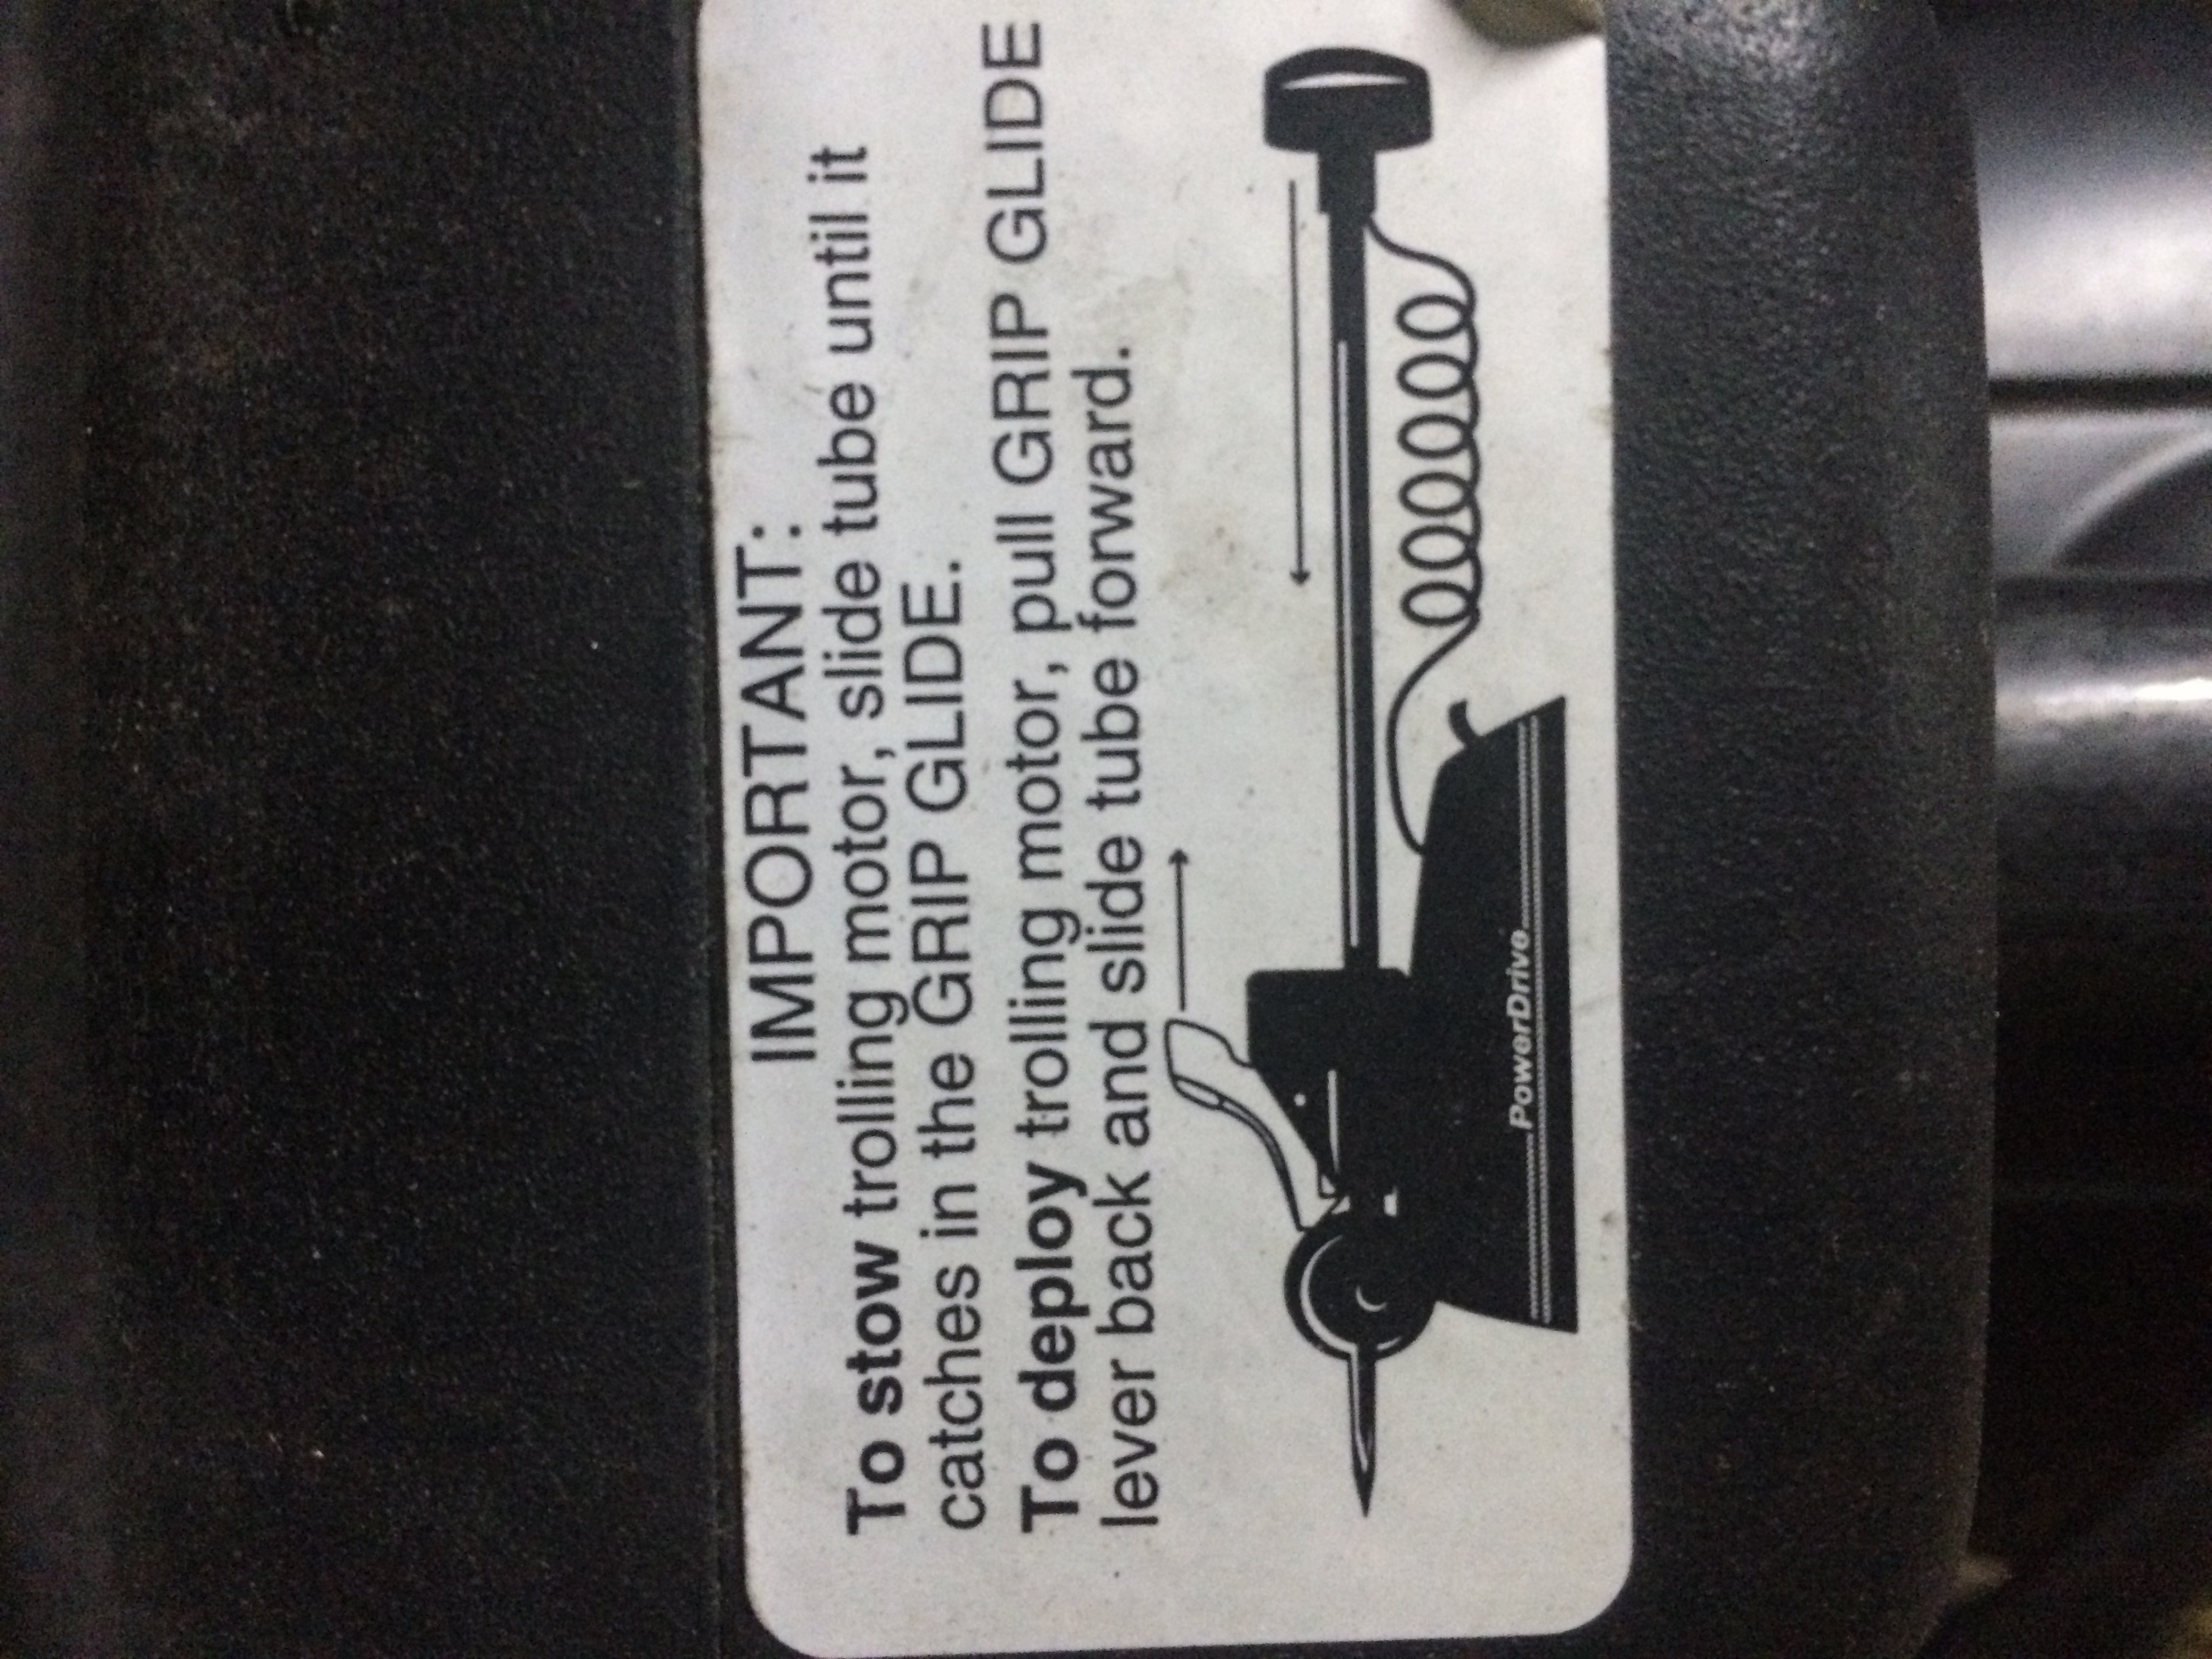 IMPORTANT:
To stow trolling motor, slide tube until it
catches in the GRIP GLIDE.
To deploy trolling motor, pull GRIP GLIDE
lever back and slide tube forward.
PowerDrive